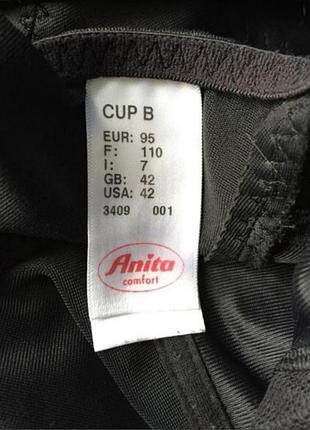 CUP B
EUR: 95
F: 110
I: 7
GB: 42
USA: 42
3409 001
Anita
comfort